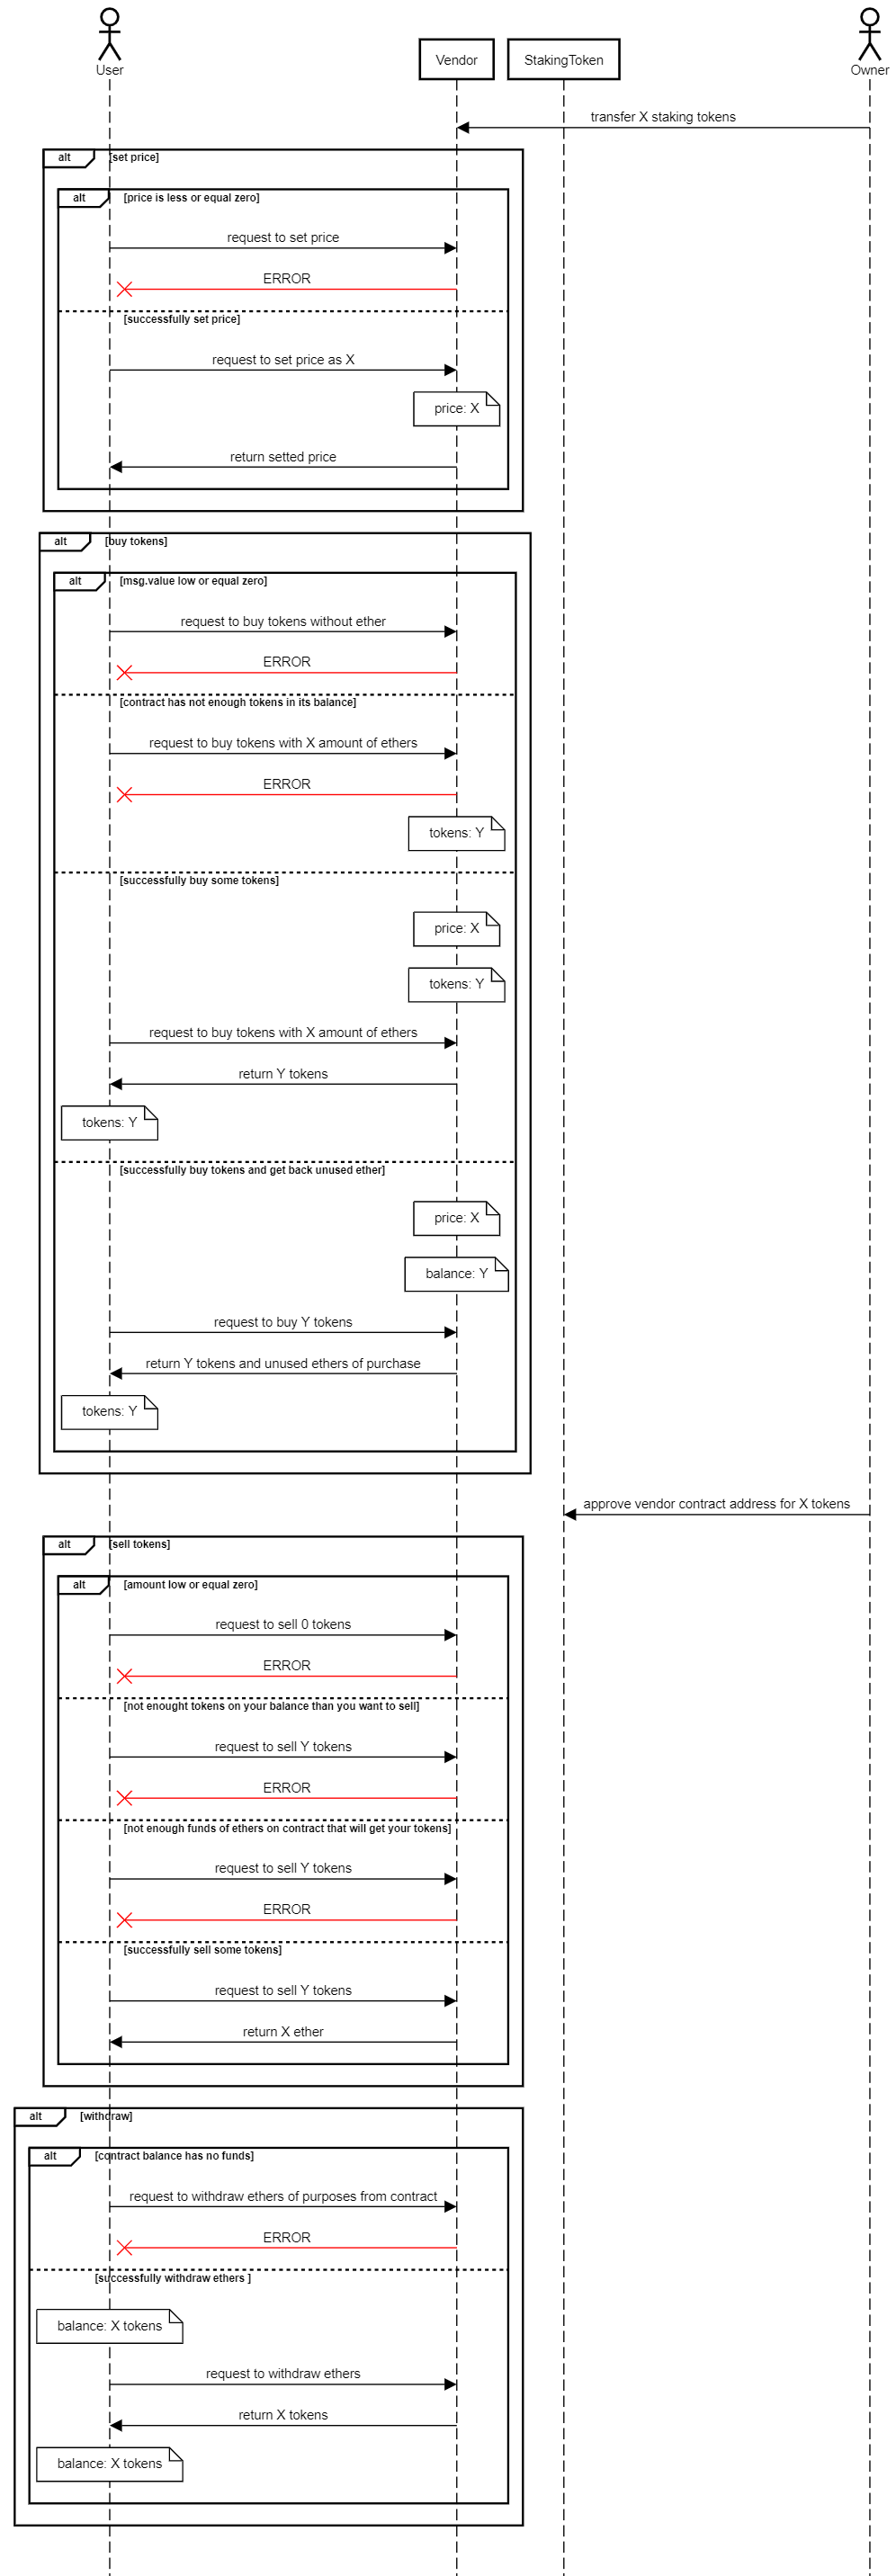 User
Vendor
StakingToken
Owner
transfer X staking tokens
alt [set price]
alt [price is less or equal zero]
request to set price
ERROR
[successfully set price]
request to set price as X
price: X
return setted price
alt [buy tokens]
alt [msg.value low or equal zero]
request to buy tokens without ether
ERROR
[contract has not enough tokens in its balance]
request to buy tokens with X amount of ethers
ERROR
tokens: Y
[successfully buy some tokens]
price: X
tokens: Y
request to buy tokens with X amount of ethers
return Y tokens
tokens: Y
[successfully buy tokens and get back unused ether]
price: X
balance: Y
request to buy Y tokens
return Y tokens and unused ethers of purchase
tokens: Y
approve vendor contract address for X tokens
alt [sell tokens]
alt [amount low or equal zero]
request to sell 0 tokens
ERROR
[not enought tokens on your balance than you want to sell]
request to sell Y tokens
ERROR
[not enough funds of ethers on contract that will get your tokens]
request to sell Y tokens
ERROR
[successfully sell some tokens]
request to sell Y tokens
return X ether
alt [withdraw]
alt [contract balance has no funds]
request to withdraw ethers of purposes from contract
ERROR
[successfully withdraw ethers ]
balance: X tokens
request to withdraw ethers
return X tokens
balance: X tokens